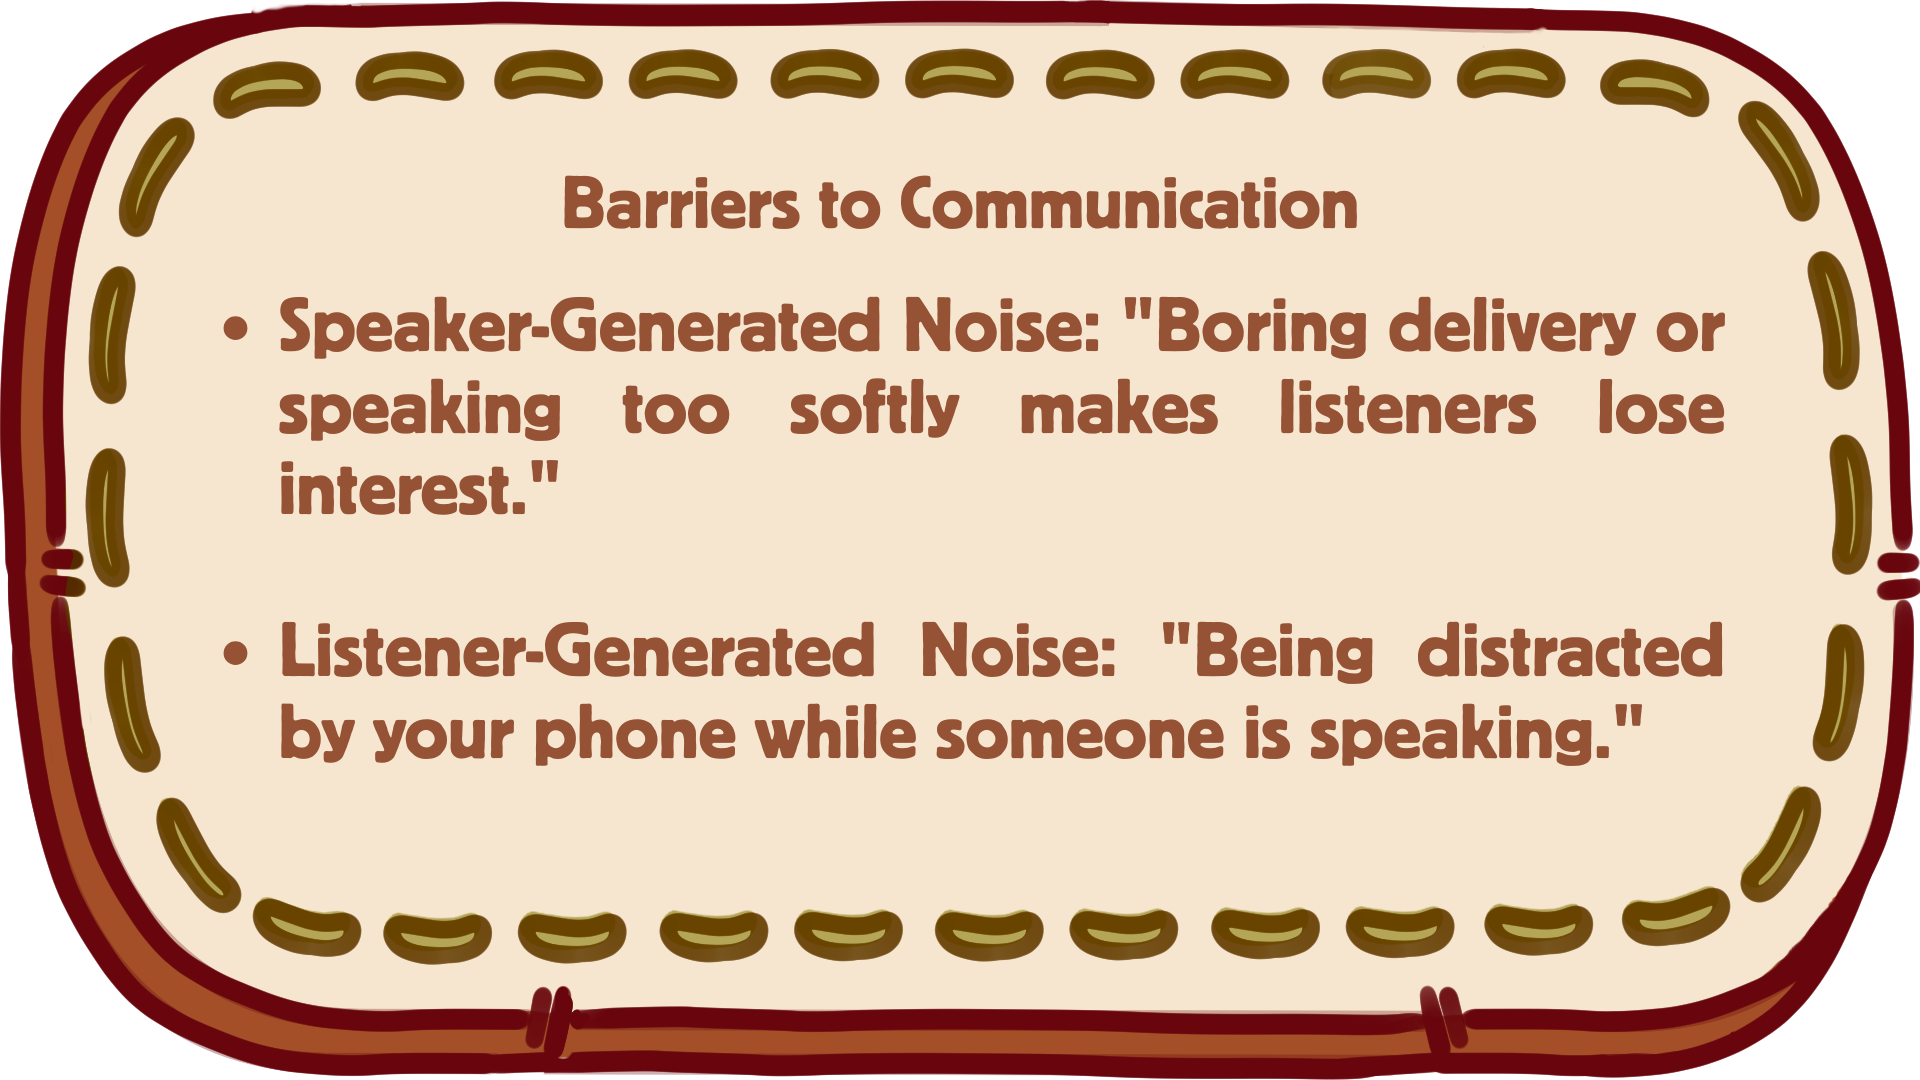 Barriers to Communication
• Speaker-Generated Noise: "Boring delivery or
speaking too softly makes listeners lose
interest."
• Listener-Generated Noise: "Being distracted
by your phone while someone is speaking."